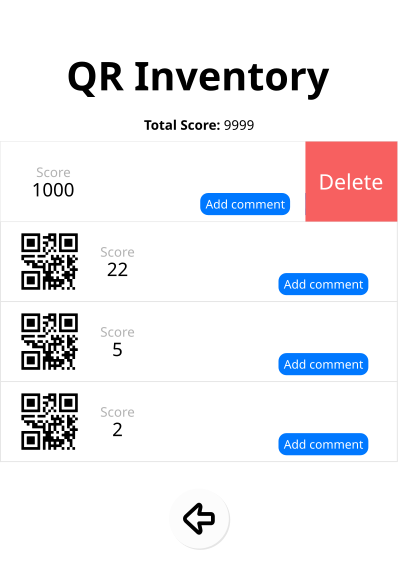 QR Inventory
Total Score: 9999
Score
1000
Add comment
Delete
Score
22
Add comment
Score
5
Add comment
Score
2
Add comment